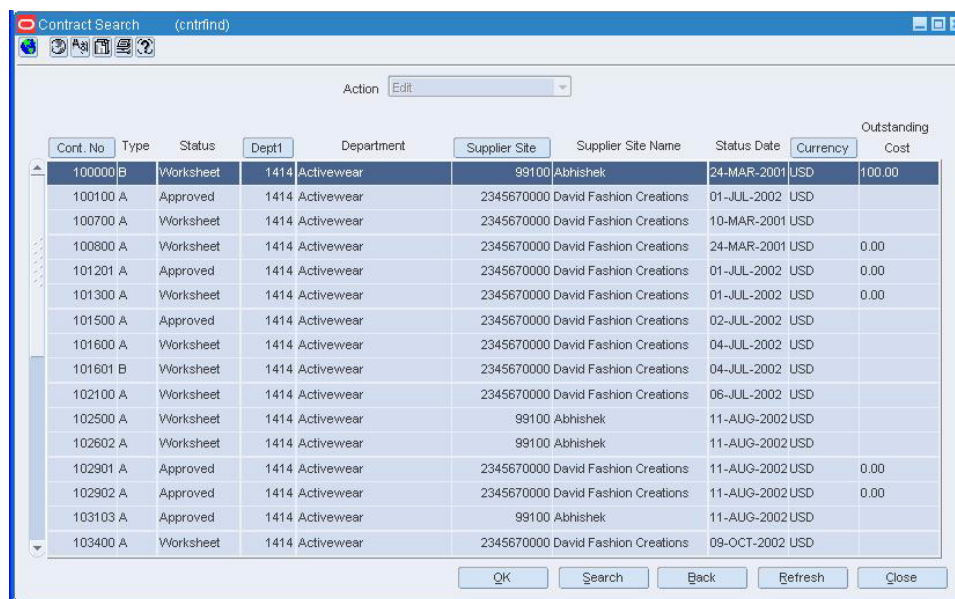 Contract Search (cntrfind)
Action Edit
Outstanding
Cont. No Type Status Dept1 Department Supplier Site Supplier Site Name Status Date Currency Cost
100000 B Worksheet 1414 Activewear 99100 Abhishek 24-MAR-2001 USD 100.00
100100 A Approved 1414 Activewear 2345670000 David Fashion Creations 01-JUL-2002 USD
100700 A Worksheet 1414 Activewear 2345670000 David Fashion Creations 10-MAR-2001 USD
100800 A Worksheet 1414 Activewear 2345670000 David Fashion Creations 24-MAR-2001 USD 0.00
101201 A Approved 1414 Activewear 2345670000 David Fashion Creations 01-JUL-2002 USD 0.00
101300 A Worksheet 1414 Activewear 2345670000 David Fashion Creations 01-JUL-2002 USD 0.00
101500 A Approved 1414 Activewear 2345670000 David Fashion Creations 02-JUL-2002 USD
101600 A Worksheet 1414 Activewear 2345670000 David Fashion Creations 04-JUL-2002 USD
101601 B Worksheet 1414 Activewear 2345670000 David Fashion Creations 04-JUL-2002 USD
102100 A Worksheet 1414 Activewear 2345670000 David Fashion Creations 06-JUL-2002 USD
102500 A Worksheet 1414 Activewear 99100 Abhishek 11-AUG-2002 USD
102602 A Worksheet 1414 Activewear 99100 Abhishek 11-AUG-2002 USD
102901 A Approved 1414 Activewear 2345670000 David Fashion Creations 11-AUG-2002 USD 0.00
102902 A Approved 1414 Activewear 2345670000 David Fashion Creations 11-AUG-2002 USD 0.00
103103 A Approved 1414 Activewear 99100 Abhishek 11-AUG-2002 USD
103400 A Worksheet 1414 Activewear 2345670000 David Fashion Creations 09-OCT-2002 USD
OK Search Back Refresh Close